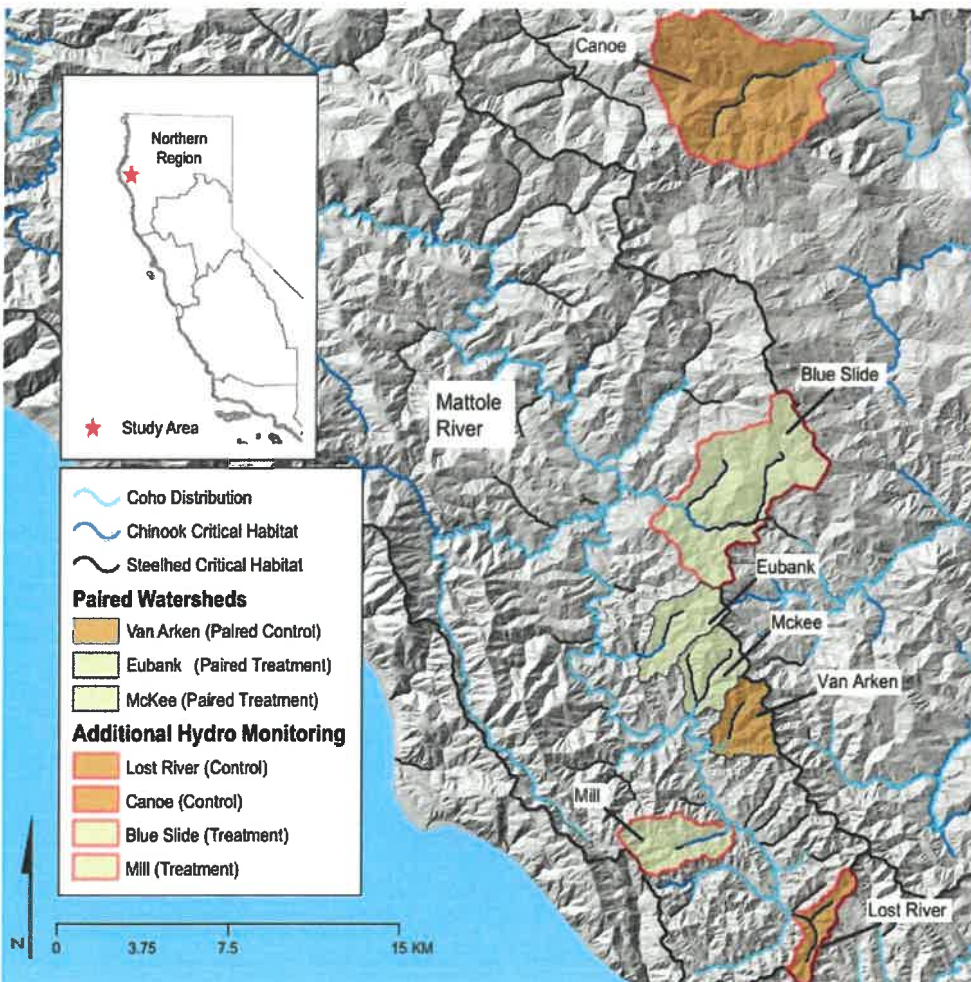 Canoe
Northern
Region
Study Area
Blue Slide
Mattole
River
Coho Distribution
Chinook Critical Habitat
Steelhed Critical Habitat
Paired Watersheds
Van Arken (Paired Control)
Eubank (Paired Treatment)
McKee (Paired Treatment)
Additional Hydro Monitoring
Lost River (Control)
Canoe (Control)
Blue Slide (Treatment)
Mill (Treatment)
Eubank
Mckee
Van Arken
Mill
Lost River
N
0 3.75 7.5 15 KM